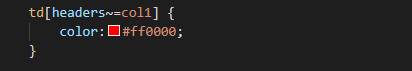 td[headers~=col1] {
    color: #ff0000;
}